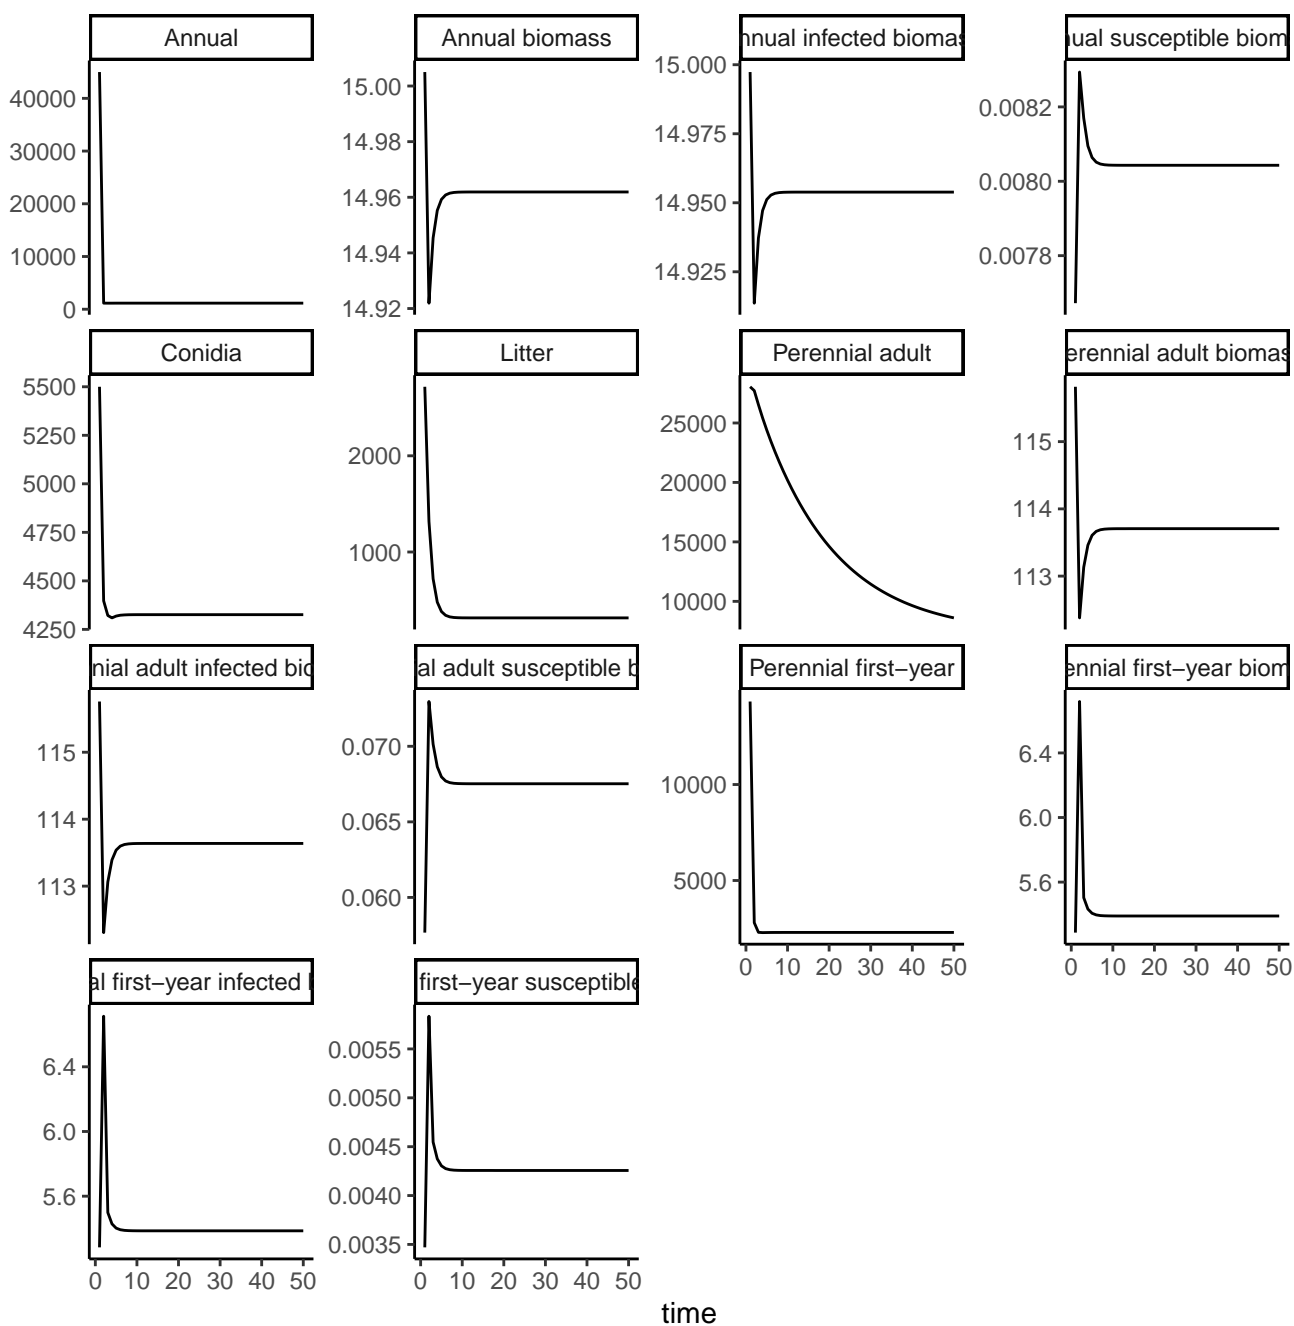 Annual
Annual biomass
nnual infected biomas
ual susceptible biom
40000
30000
20000
10000
0
15.00
14.98
14.96
14.94
14.92
15.000
14.975
14.950
14.925
0.0082
0.0080
0.0078
Conidia
Litter
Perennial adult
erennial adult biomas
5500
5250
5000
4750
4500
4250
2000
1000
25000
20000
15000
10000
115
114
113
nial adult infected bio
al adult susceptible b
Perennial first−year
ennial first−year biom
115
114
113
0.070
0.065
0.060
10000
5000
6.4
6.0
5.6
0 10 20 30 40 50
0 10 20 30 40 50
al first−year infected
first−year susceptible
6.4
6.0
5.6
0.0055
0.0050
0.0045
0.0040
0.0035
0 10 20 30 40 50
0 10 20 30 40 50
time